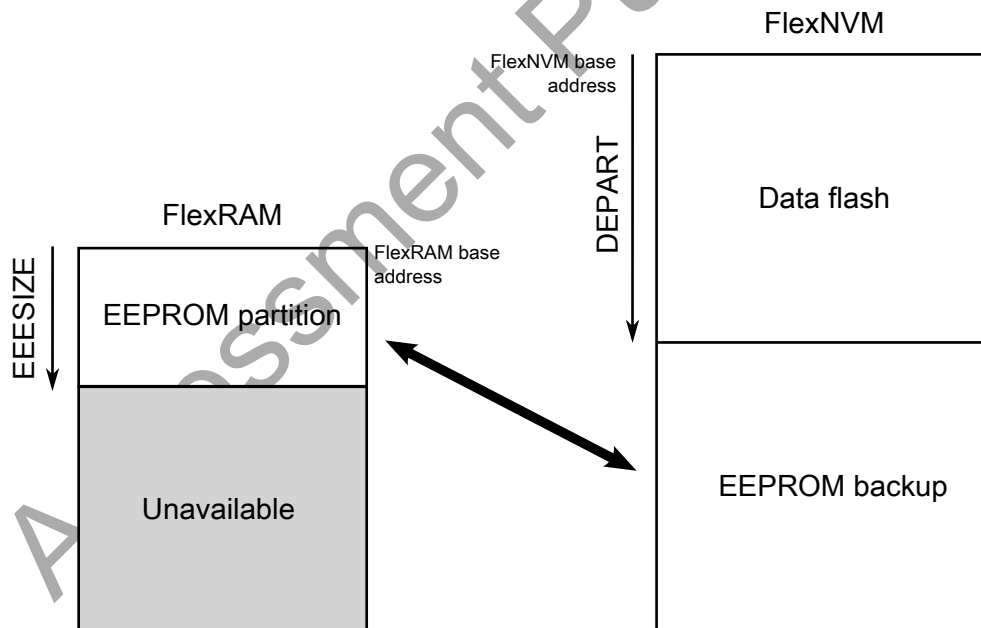 FlexNVM
FlexNVM base
address
DEPART
Data flash
FlexRAM
FlexRAM base
address
EEESIZE
EEPROM partition
Unavailable
EEPROM backup